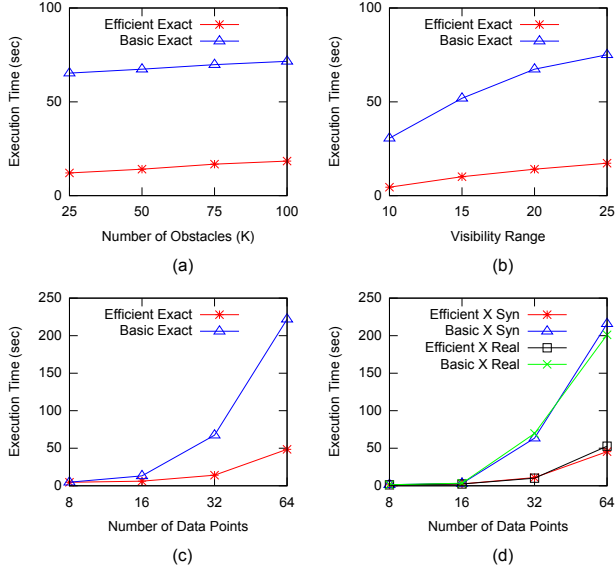 Efficient Exact
Basic Exact
100
50
0
Execution Time (sec)
25 50 75 100
Number of Obstacles (K)
(a)
Efficient Exact
Basic Exact
100
50
0
Execution Time (sec)
10 15 20 25
Visibility Range
(b)
Efficient Exact
Basic Exact
250
200
150
100
50
0
Execution Time (sec)
8 16 32 64
Number of Data Points
(c)
Efficient X Syn
Basic X Syn
Efficient X Real
Basic X Real
250
200
150
100
50
0
Execution Time (sec)
8 16 32 64
Number of Data Points
(d)